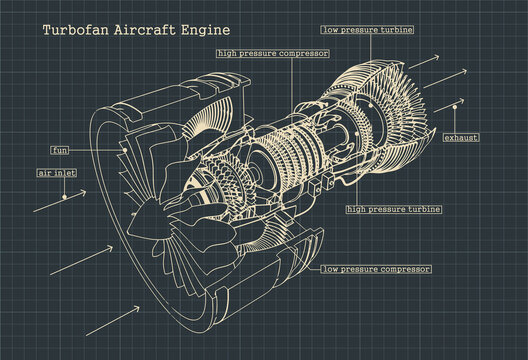 Turbofan Aircraft Engine
low pressure turbine
high pressure compressor
fun
air inlet
exhaust
high pressure turbine
low pressure compressor